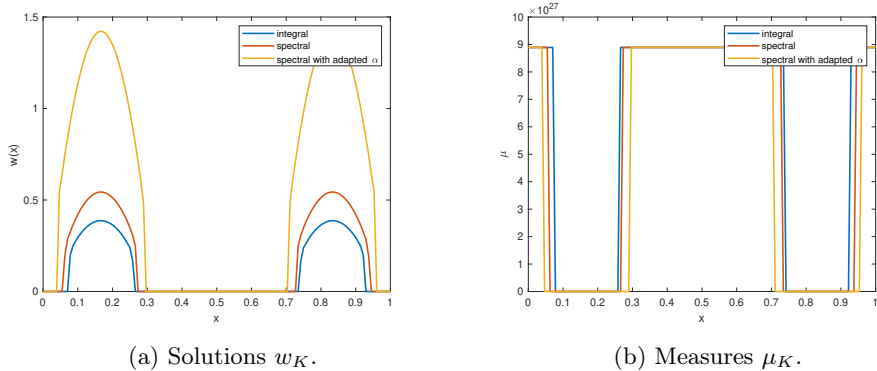 1.5
1
0.5
0
w(x)
0 0.1 0.2 0.3 0.4 0.5 0.6 0.7 0.8 0.9 1
x
integral
spectral
spectral with adapted α
(a) Solutions w_K.
×10^27
10
9
8
7
6
5
4
3
2
1
0
μ
0 0.1 0.2 0.3 0.4 0.5 0.6 0.7 0.8 0.9 1
x
integral
spectral
spectral with adapted α
(b) Measures μ_K.